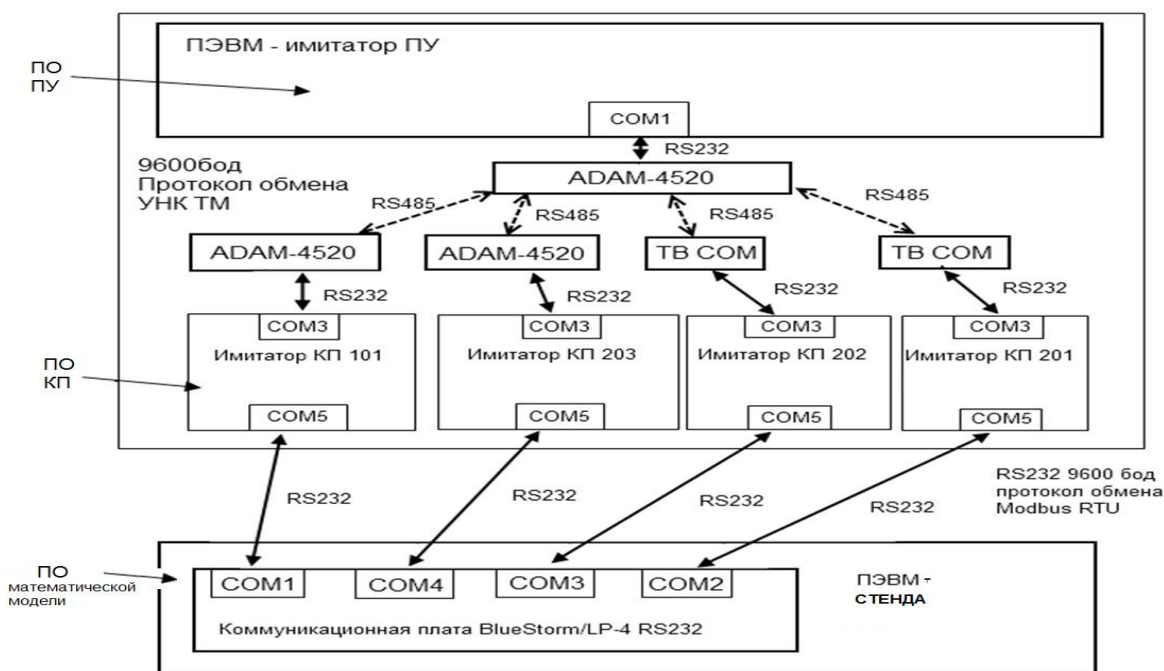 ПЭВМ - имитатор ПУ
ПО
ПУ
COM1
RS232
9600бод
Протокол обмена
УНК ТМ
ADAM-4520
RS485
RS485
RS485
RS485
ADAM-4520
ADAM-4520
TB COM
TB COM
RS232
RS232
RS232
RS232
COM3
COM3
COM3
COM3
Имитатор КП 101
Имитатор КП 203
Имитатор КП 202
Имитатор КП 201
ПО
КП
COM5
COM5
COM5
COM5
RS232
RS232
RS232
RS232
RS232 9600 бод
протокол обмена
Modbus RTU
ПО
математической
модели
COM1
COM4
COM3
COM2
ПЭВМ -
СТЕНДА
Коммуникационная плата BlueStorm/LP-4 RS232